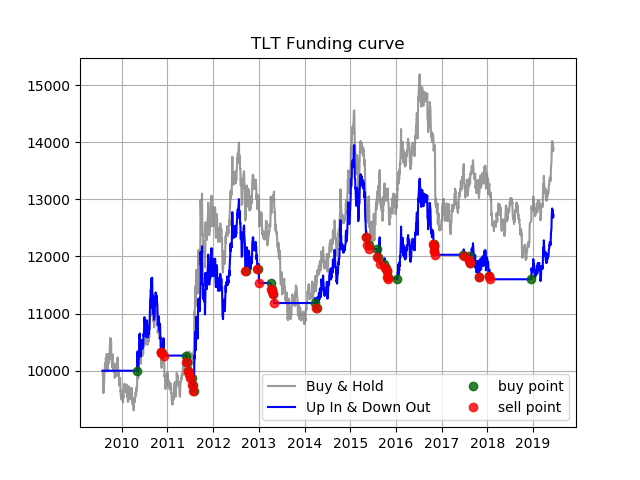 TLT Funding curve
15000
14000
13000
12000
11000
10000
2010 2011 2012 2013 2014 2015 2016 2017 2018 2019
Buy & Hold
Up In & Down Out
buy point
sell point